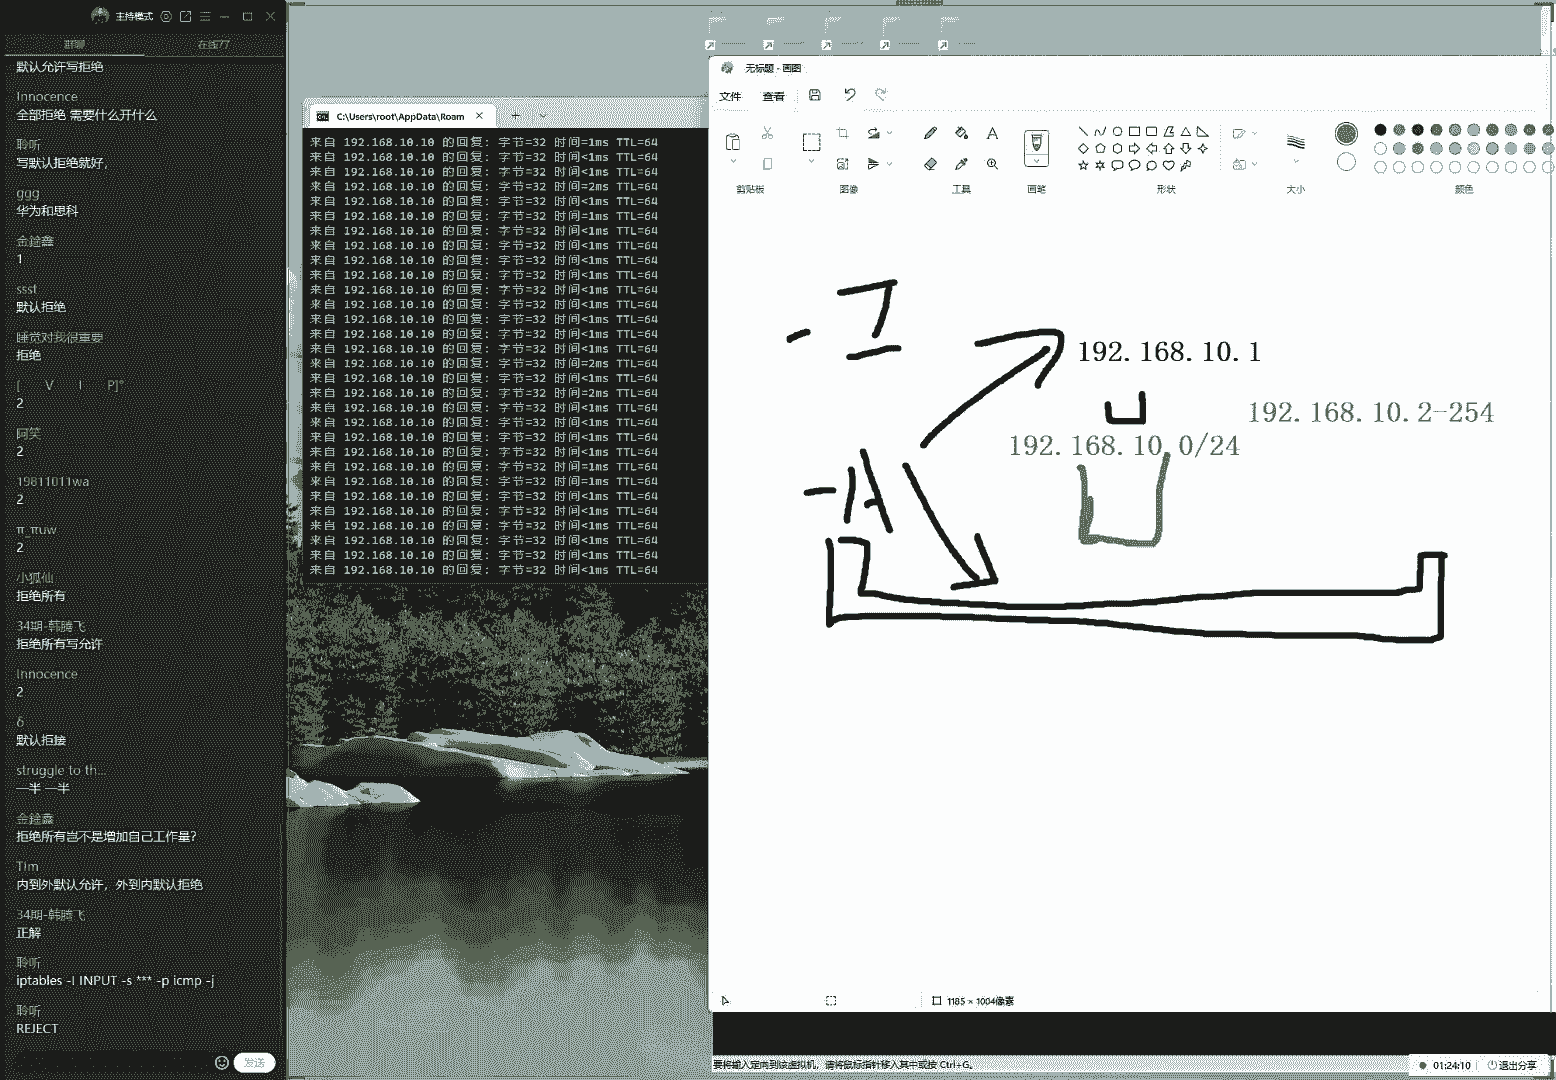 主持模式
群聊
在线77
默认允许写拒绝
Innocence
全部拒绝 需要什么开什么
聆听
写默认拒绝就好，
ggg
华为和思科
金鎗鑫
1
ssst
默认拒绝
睡觉对我很重要
拒绝
[ V I P]°
2
阿笑
2
19811011wa
2
π_πuw
2
小狐仙
拒绝所有
34期-韩腾飞
拒绝所有写允许
Innocence
2
6
默认拒接
struggle to th...
一半 一半
拒绝所有岂不是增加自己工作量？
Tim
内到外默认允许，外到内默认拒绝
34期-韩腾飞
正解
聆听
iptables -I INPUT -s *** -p icmp -j
聆听
REJECT
发送
C:\Users\root\AppData\Roam
来自 192.168.10.10 的回复: 字节=32 时间=1ms TTL=64
来自 192.168.10.10 的回复: 字节=32 时间<1ms TTL=64
来自 192.168.10.10 的回复: 字节=32 时间<1ms TTL=64
来自 192.168.10.10 的回复: 字节=32 时间=2ms TTL=64
来自 192.168.10.10 的回复: 字节=32 时间<1ms TTL=64
来自 192.168.10.10 的回复: 字节=32 时间=1ms TTL=64
来自 192.168.10.10 的回复: 字节=32 时间<1ms TTL=64
来自 192.168.10.10 的回复: 字节=32 时间<1ms TTL=64
来自 192.168.10.10 的回复: 字节=32 时间<1ms TTL=64
来自 192.168.10.10 的回复: 字节=32 时间<1ms TTL=64
来自 192.168.10.10 的回复: 字节=32 时间<1ms TTL=64
来自 192.168.10.10 的回复: 字节=32 时间<1ms TTL=64
来自 192.168.10.10 的回复: 字节=32 时间<1ms TTL=64
来自 192.168.10.10 的回复: 字节=32 时间<1ms TTL=64
来自 192.168.10.10 的回复: 字节=32 时间<1ms TTL=64
来自 192.168.10.10 的回复: 字节=32 时间=2ms TTL=64
来自 192.168.10.10 的回复: 字节=32 时间<1ms TTL=64
来自 192.168.10.10 的回复: 字节=32 时间=2ms TTL=64
来自 192.168.10.10 的回复: 字节=32 时间<1ms TTL=64
来自 192.168.10.10 的回复: 字节=32 时间<1ms TTL=64
来自 192.168.10.10 的回复: 字节=32 时间<1ms TTL=64
来自 192.168.10.10 的回复: 字节=32 时间<1ms TTL=64
来自 192.168.10.10 的回复: 字节=32 时间=1ms TTL=64
来自 192.168.10.10 的回复: 字节=32 时间=1ms TTL=64
来自 192.168.10.10 的回复: 字节=32 时间<1ms TTL=64
来自 192.168.10.10 的回复: 字节=32 时间<1ms TTL=64
来自 192.168.10.10 的回复: 字节=32 时间<1ms TTL=64
来自 192.168.10.10 的回复: 字节=32 时间<1ms TTL=64
来自 192.168.10.10 的回复: 字节=32 时间<1ms TTL=64
来自 192.168.10.10 的回复: 字节=32 时间<1ms TTL=64
无标题 - 画图
文件 查看
剪贴板 图像 工具 画笔 形状 大小 颜色
-I
192.168.10.1
192.168.10.2-254
192.168.10.0/24
-A
1185 × 1004像素
要将输入定向到该虚拟机，请将鼠标指针移入其中或按 Ctrl+G。
01:24:10
退出分享